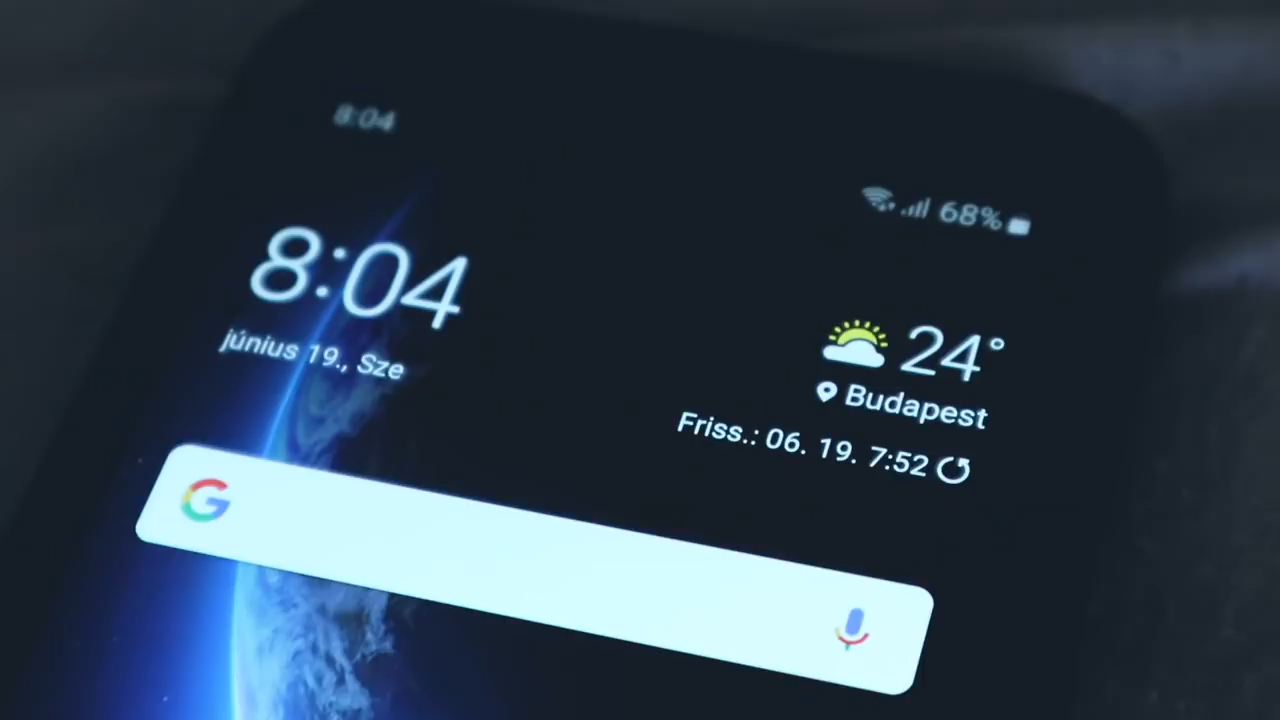 8:04
68%
8:04
június 19., Sze
24°
Budapest
Friss.: 06. 19. 7:52
G